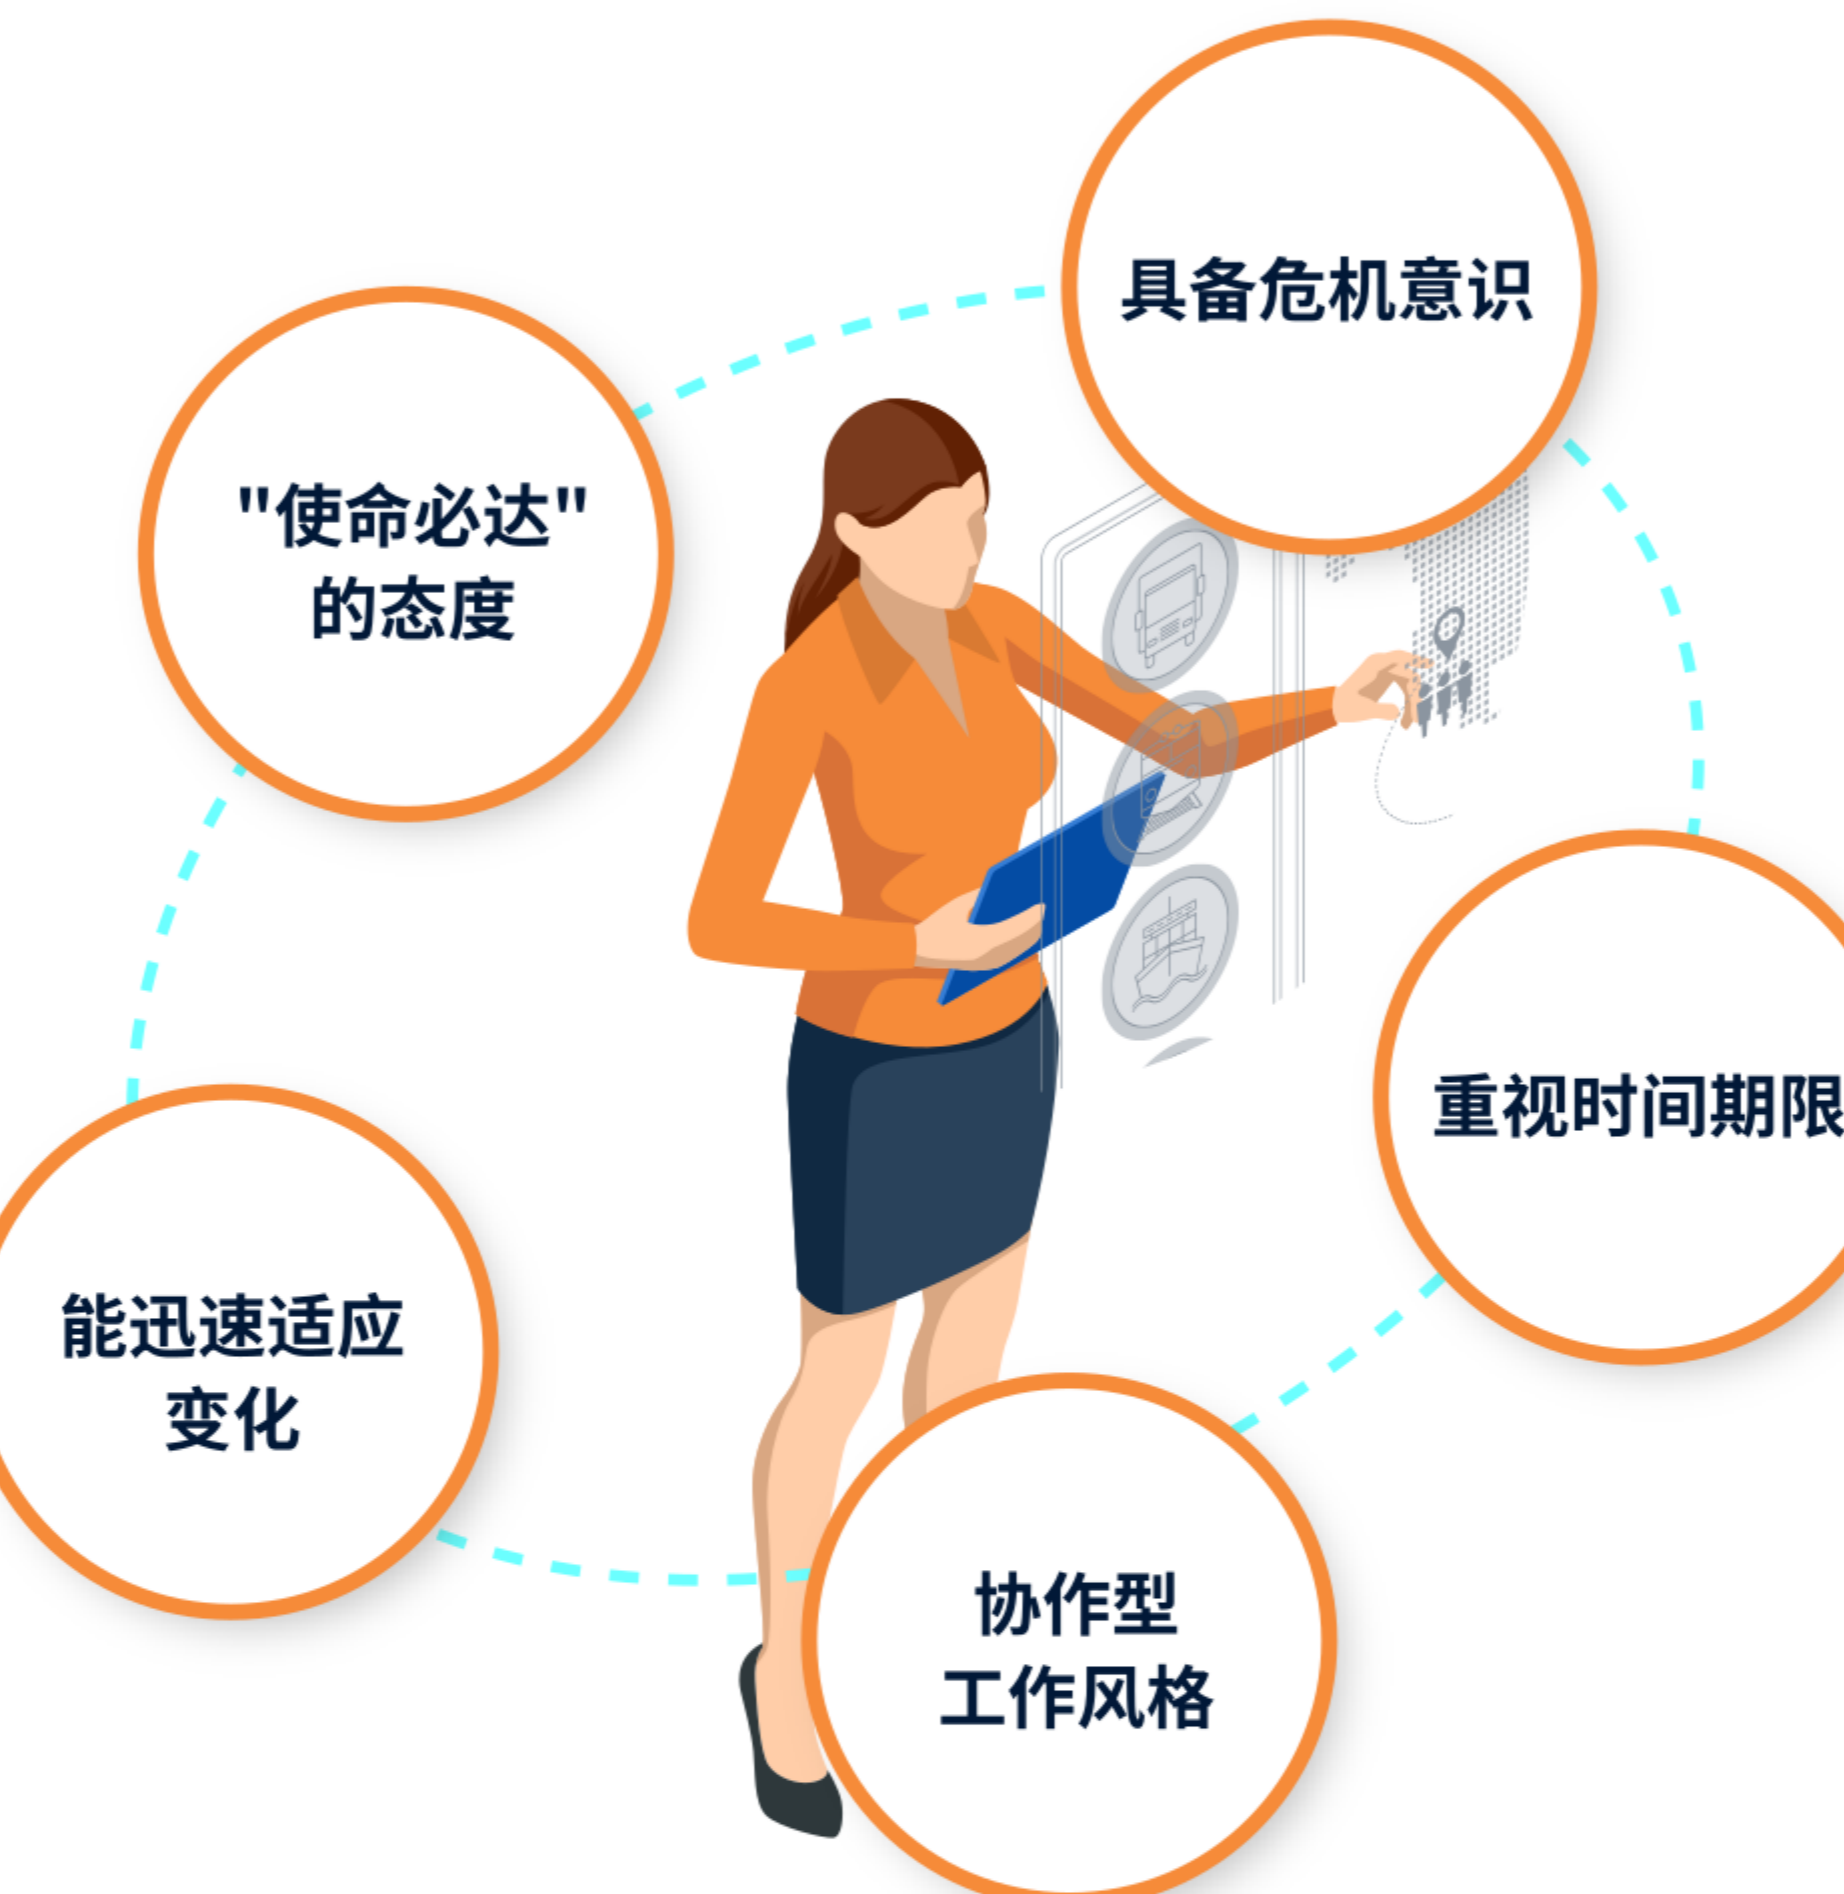 具备危机意识
"使命必达"
的态度
重视时间期限
能迅速适应
变化
协作型
工作风格